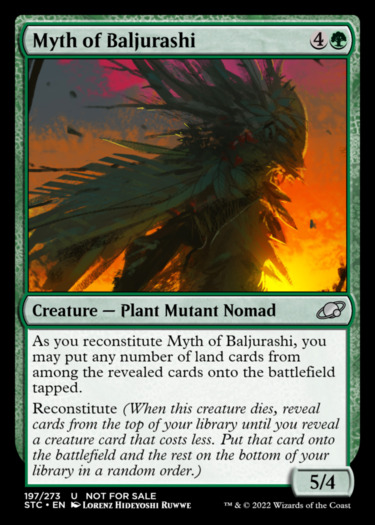 Myth of Baljurashi
4
Creature — Plant Mutant Nomad
As you reconstitute Myth of Baljurashi, you
may put any number of land cards from
among the revealed cards onto the battlefield
tapped.
Reconstitute (When this creature dies, reveal
cards from the top of your library until you reveal
a creature card that costs less. Put that card onto
the battlefield and the rest on the bottom of your
library in a random order.)
5/4
197/273 U NOT FOR SALE
STC • EN Lorenz Hideyoshi Ruwwe
™ & © 2022 Wizards of the Coast